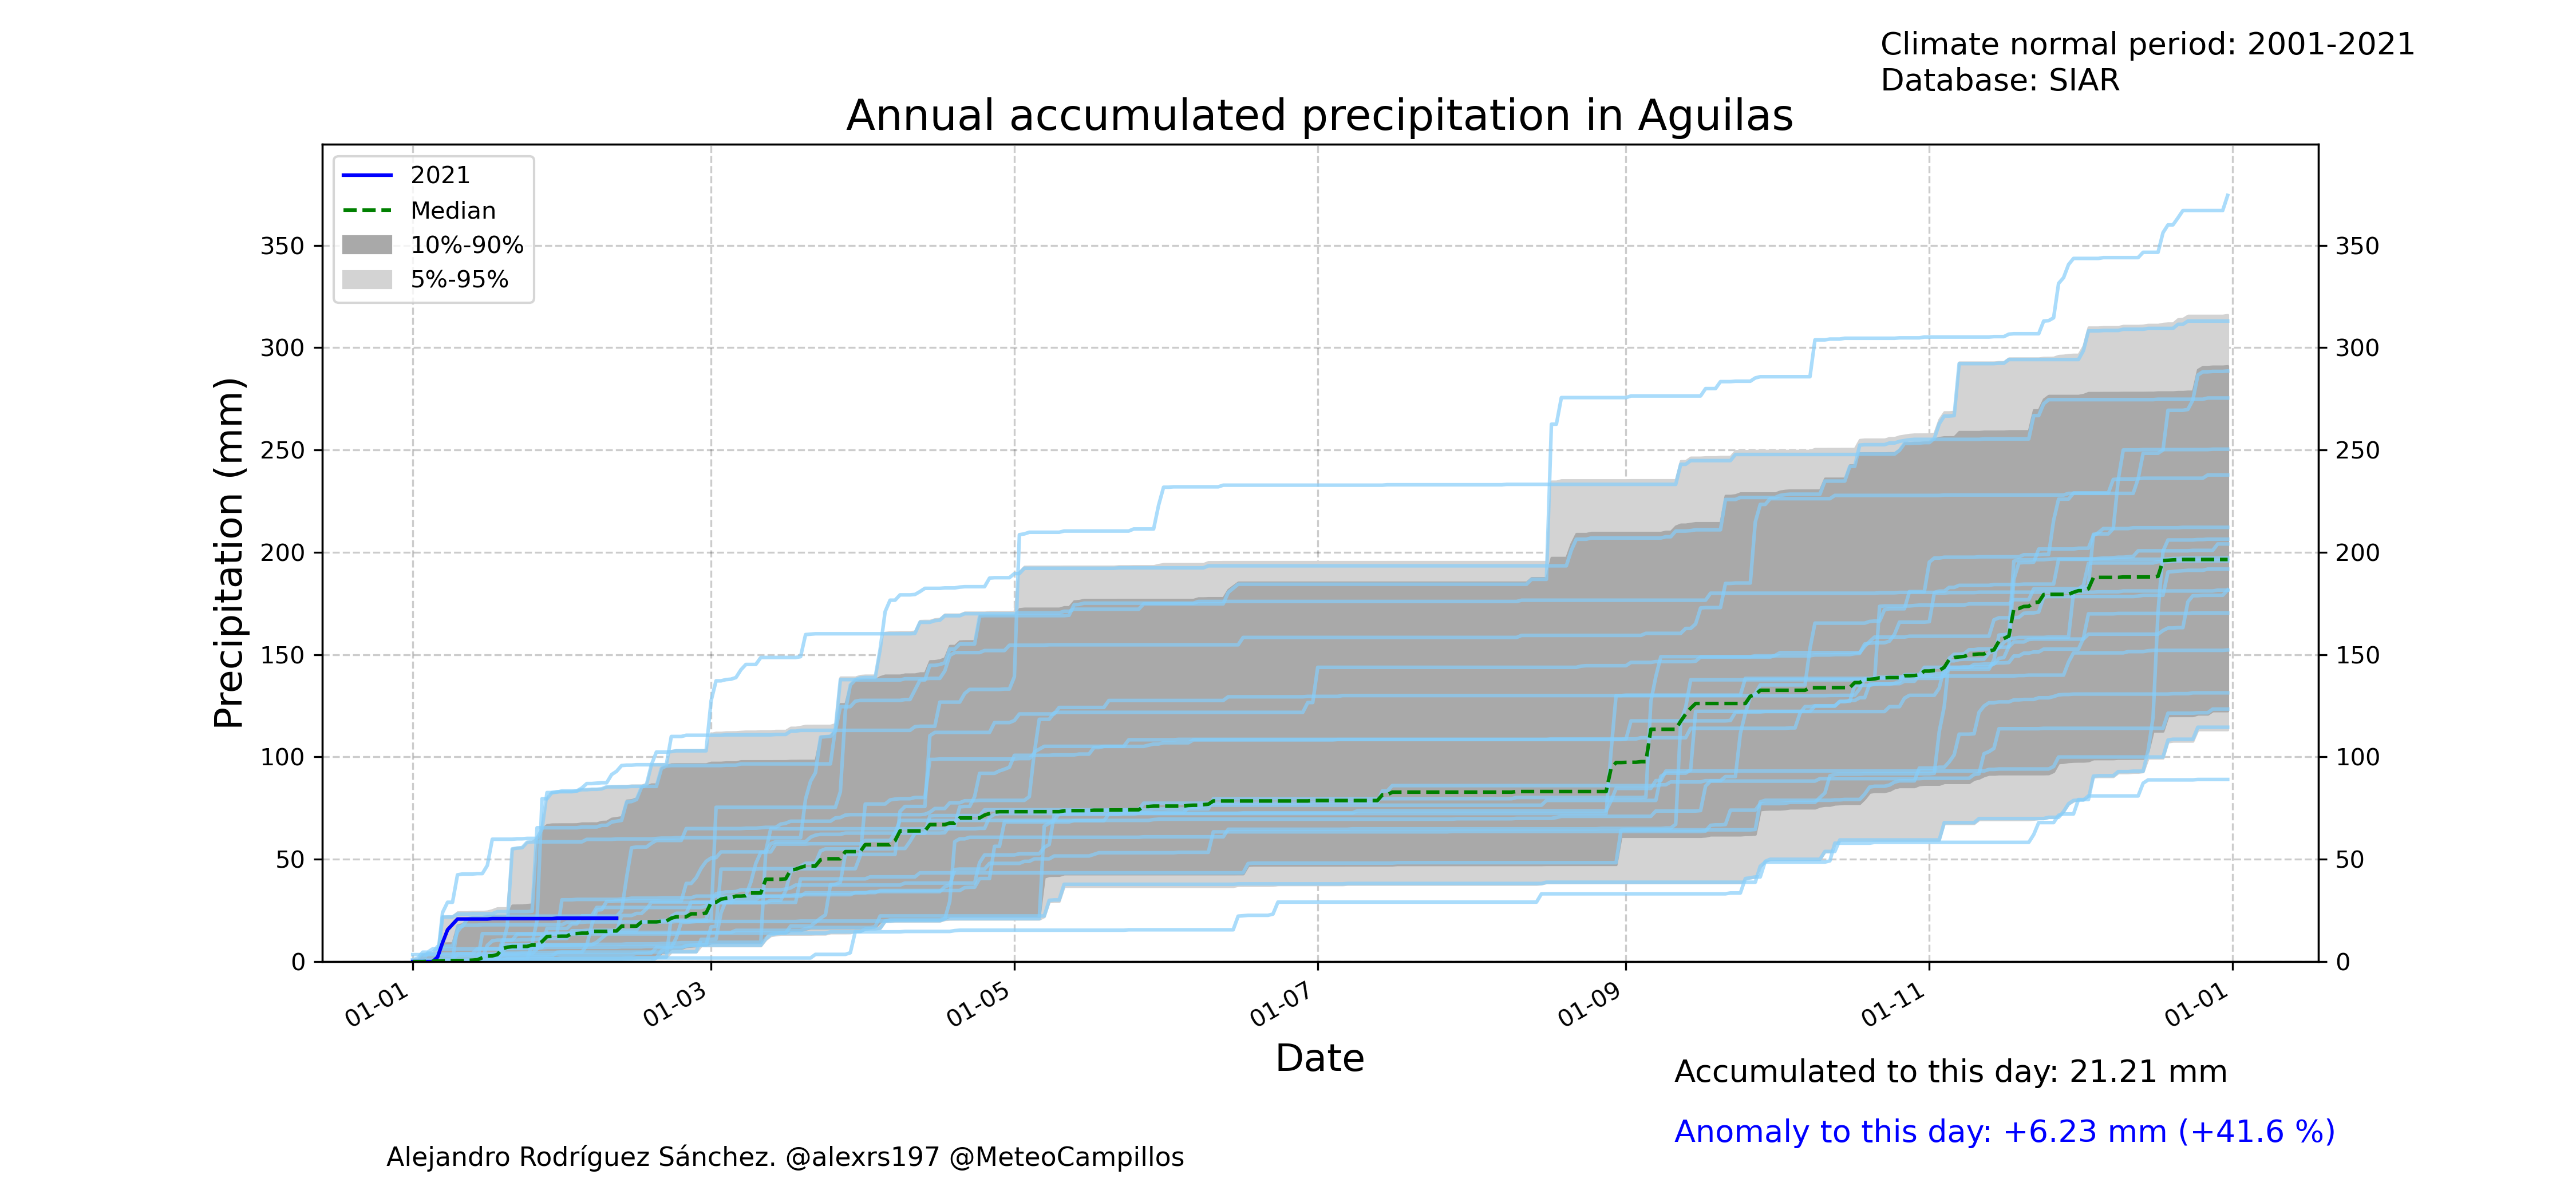 Climate normal period: 2001-2021
Database: SIAR
Annual accumulated precipitation in Aguilas
2021
Median
10%-90%
5%-95%
Precipitation (mm)
350
300
250
200
150
100
50
0
350
300
250
200
150
100
50
0
01-01
01-03
01-05
01-07
01-09
01-11
01-01
Date
Accumulated to this day: 21.21 mm
Anomaly to this day: +6.23 mm (+41.6 %)
Alejandro Rodríguez Sánchez. @alexrs197 @MeteoCampillos